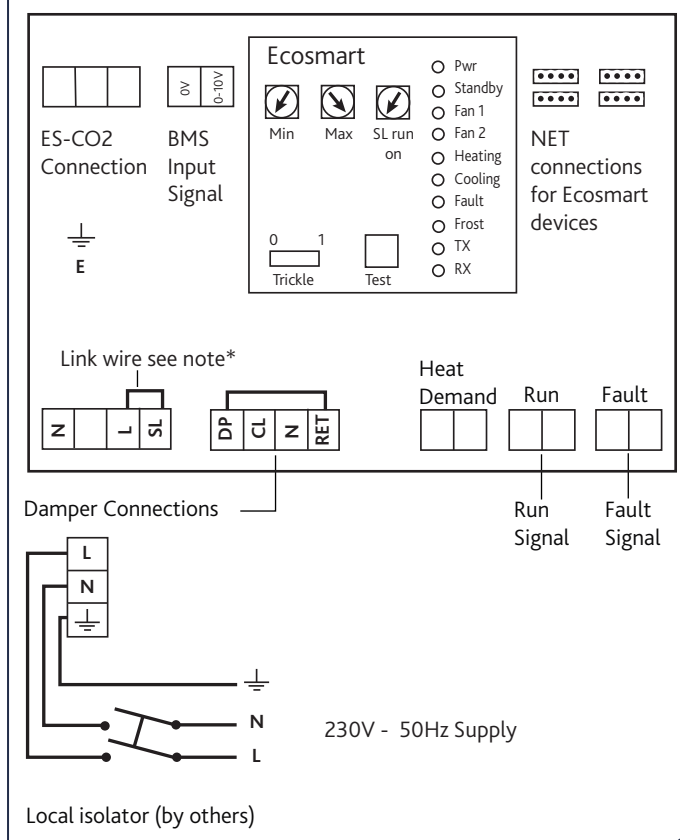 Ecosmart
Min
Max
SL run
on
0 1
Trickle
Test
Pwr
Standby
Fan 1
Fan 2
Heating
Cooling
Fault
Frost
TX
RX
ES-CO2
Connection
0V
0-10V
BMS
Input
Signal
NET
connections
for Ecosmart
devices
E
Link wire see note*
N
L
SL
DP
CL
N
RET
Heat
Demand
Run
Fault
Damper Connections
Run
Signal
Fault
Signal
L
N
N
L
230V - 50Hz Supply
Local isolator (by others)